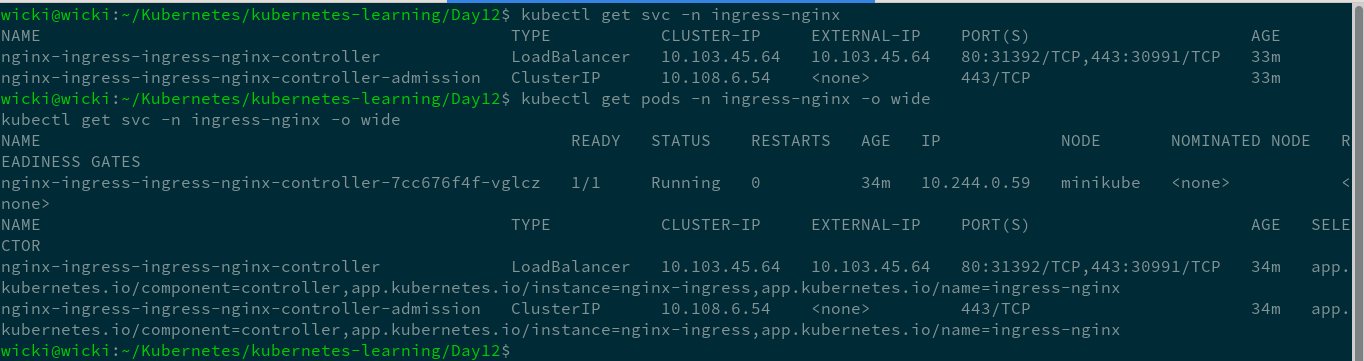 wicki@wicki:~/Kubernetes/kubernetes-learning/Day12$ kubectl get svc -n ingress-nginx
NAME                                               TYPE           CLUSTER-IP     EXTERNAL-IP    PORT(S)                      AGE
nginx-ingress-ingress-nginx-controller             LoadBalancer   10.103.45.64   10.103.45.64   80:31392/TCP,443:30991/TCP   33m
nginx-ingress-ingress-nginx-controller-admission   ClusterIP      10.108.6.54    <none>         443/TCP                      33m
wicki@wicki:~/Kubernetes/kubernetes-learning/Day12$ kubectl get pods -n ingress-nginx -o wide
kubectl get svc -n ingress-nginx -o wide
NAME                                                     READY   STATUS    RESTARTS   AGE   IP            NODE       NOMINATED NODE   R
EADINESS GATES
nginx-ingress-ingress-nginx-controller-7cc676f4f-vglcz   1/1     Running   0          34m   10.244.0.59   minikube   <none>           <
none>
NAME                                               TYPE           CLUSTER-IP     EXTERNAL-IP    PORT(S)                      AGE   SELE
CTOR
nginx-ingress-ingress-nginx-controller             LoadBalancer   10.103.45.64   10.103.45.64   80:31392/TCP,443:30991/TCP   34m   app.
kubernetes.io/component=controller,app.kubernetes.io/instance=nginx-ingress,app.kubernetes.io/name=ingress-nginx
nginx-ingress-ingress-nginx-controller-admission   ClusterIP      10.108.6.54    <none>         443/TCP                      34m   app.
kubernetes.io/component=controller,app.kubernetes.io/instance=nginx-ingress,app.kubernetes.io/name=ingress-nginx
wicki@wicki:~/Kubernetes/kubernetes-learning/Day12$